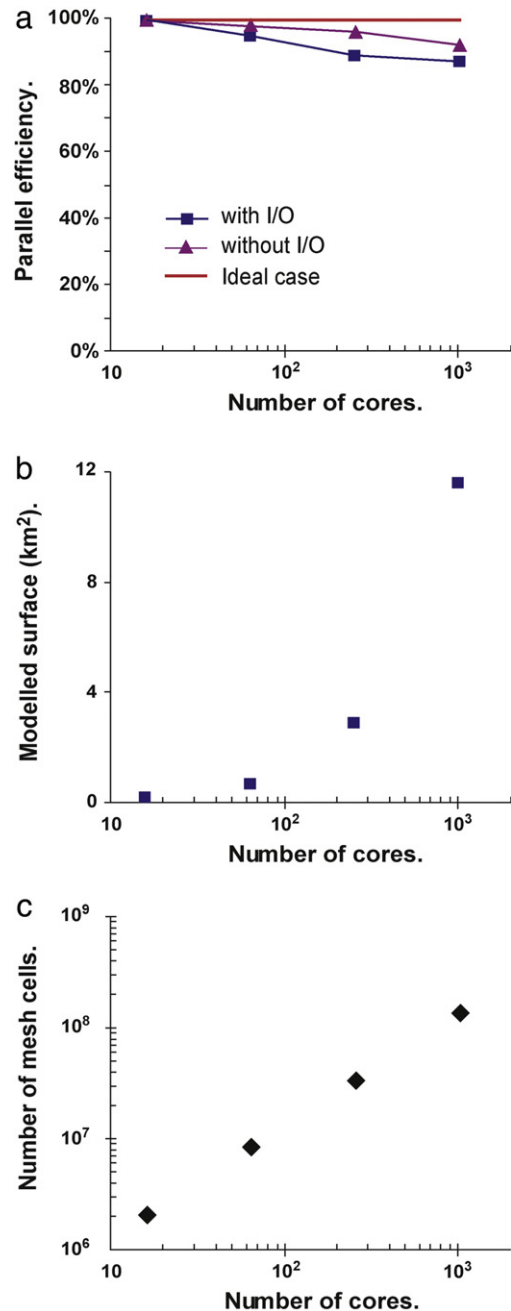 a
100%
80%
60%
40%
20%
0%
Parallel efficiency.
with I/O
without I/O
Ideal case
10
10²
10³
Number of cores.
b
12
8
4
0
Modelled surface (km²).
10
10²
10³
Number of cores.
c
10⁹
10⁸
10⁷
10⁶
Number of mesh cells.
10
10²
10³
Number of cores.